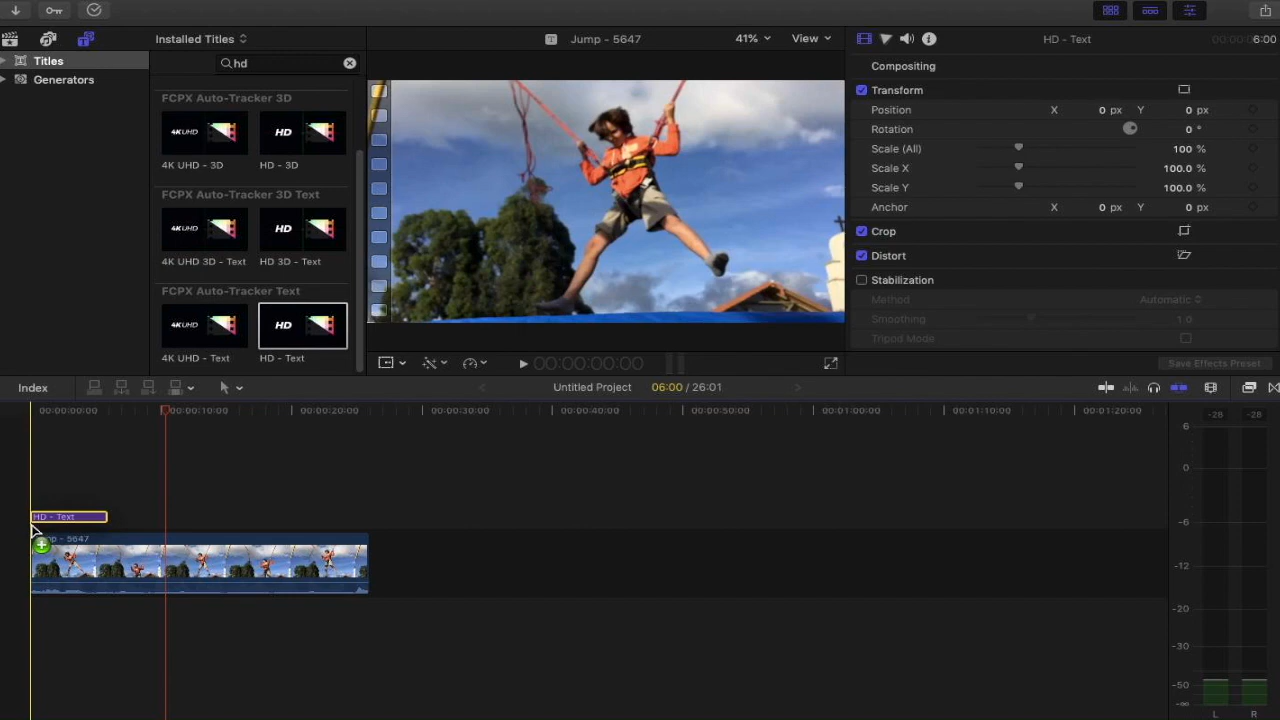 Installed Titles
Jump - 5647
41%
View
HD - Text
6:00
Titles
Generators
hd
FCPX Auto-Tracker 3D
4K UHD
HD
4K UHD - 3D
HD - 3D
FCPX Auto-Tracker 3D Text
4K UHD
HD
4K UHD 3D - Text
HD 3D - Text
FCPX Auto-Tracker Text
4K UHD
HD
4K UHD - Text
HD - Text
Compositing
Transform
Position X 0 px Y 0 px
Rotation 0 °
Scale (All) 100 %
Scale X 100.0 %
Scale Y 100.0 %
Anchor X 0 px Y 0 px
Crop
Distort
Stabilization
Method Automatic
Smoothing 1.0
Tripod Mode
00:00:00:00
Save Effects Preset
Index
Untitled Project
06:00 / 26:01
00:00:00:00
00:00:10:00
00:00:20:00
00:00:30:00
00:00:40:00
00:00:50:00
00:01:00:00
00:01:10:00
00:01:20:00
-28 -28
6
0
-6
-12
-20
-30
-50
-∞
L R
HD - Text
mp - 5647